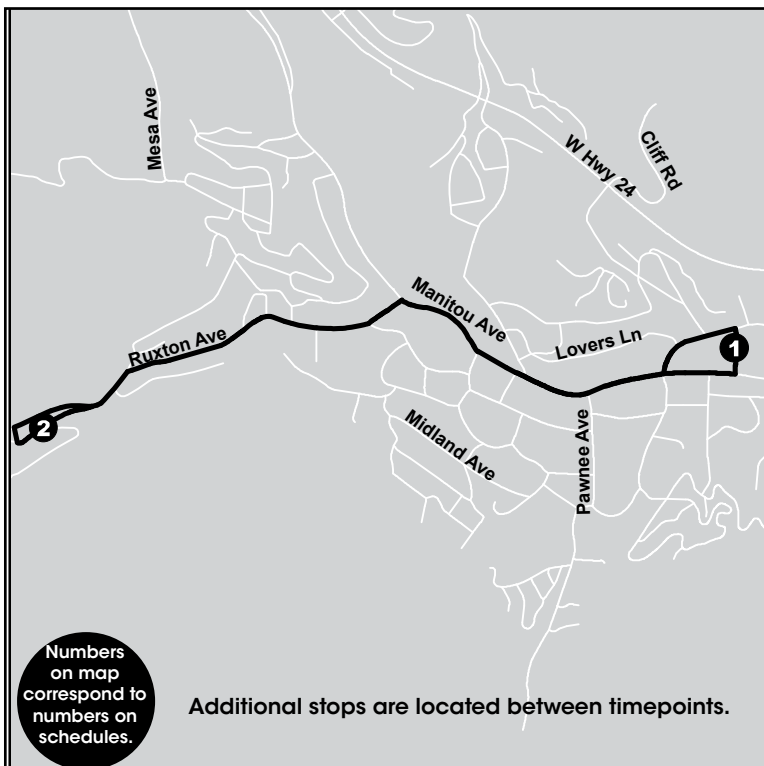 Mesa Ave
W Hwy 24
Cliff Rd
Manitou Ave
Ruxton Ave
Lovers Ln
1
2
Midland Ave
Pawnee Ave
Numbers
on map
correspond to
numbers on
schedules.
Additional stops are located between timepoints.